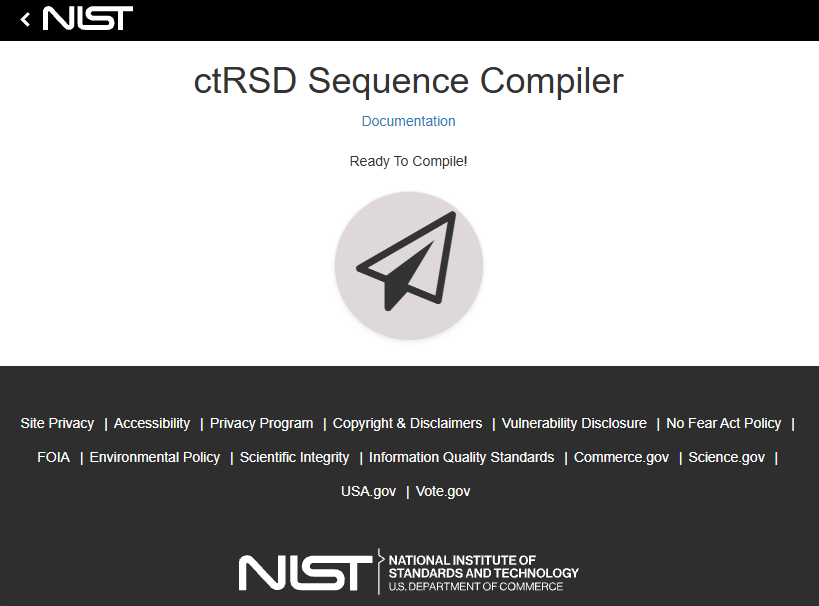 NIST
ctRSD Sequence Compiler
Documentation
Ready To Compile!
Site Privacy | Accessibility | Privacy Program | Copyright & Disclaimers | Vulnerability Disclosure | No Fear Act Policy |
FOIA | Environmental Policy | Scientific Integrity | Information Quality Standards | Commerce.gov | Science.gov |
USA.gov | Vote.gov
NIST
NATIONAL INSTITUTE OF
STANDARDS AND TECHNOLOGY
U.S. DEPARTMENT OF COMMERCE